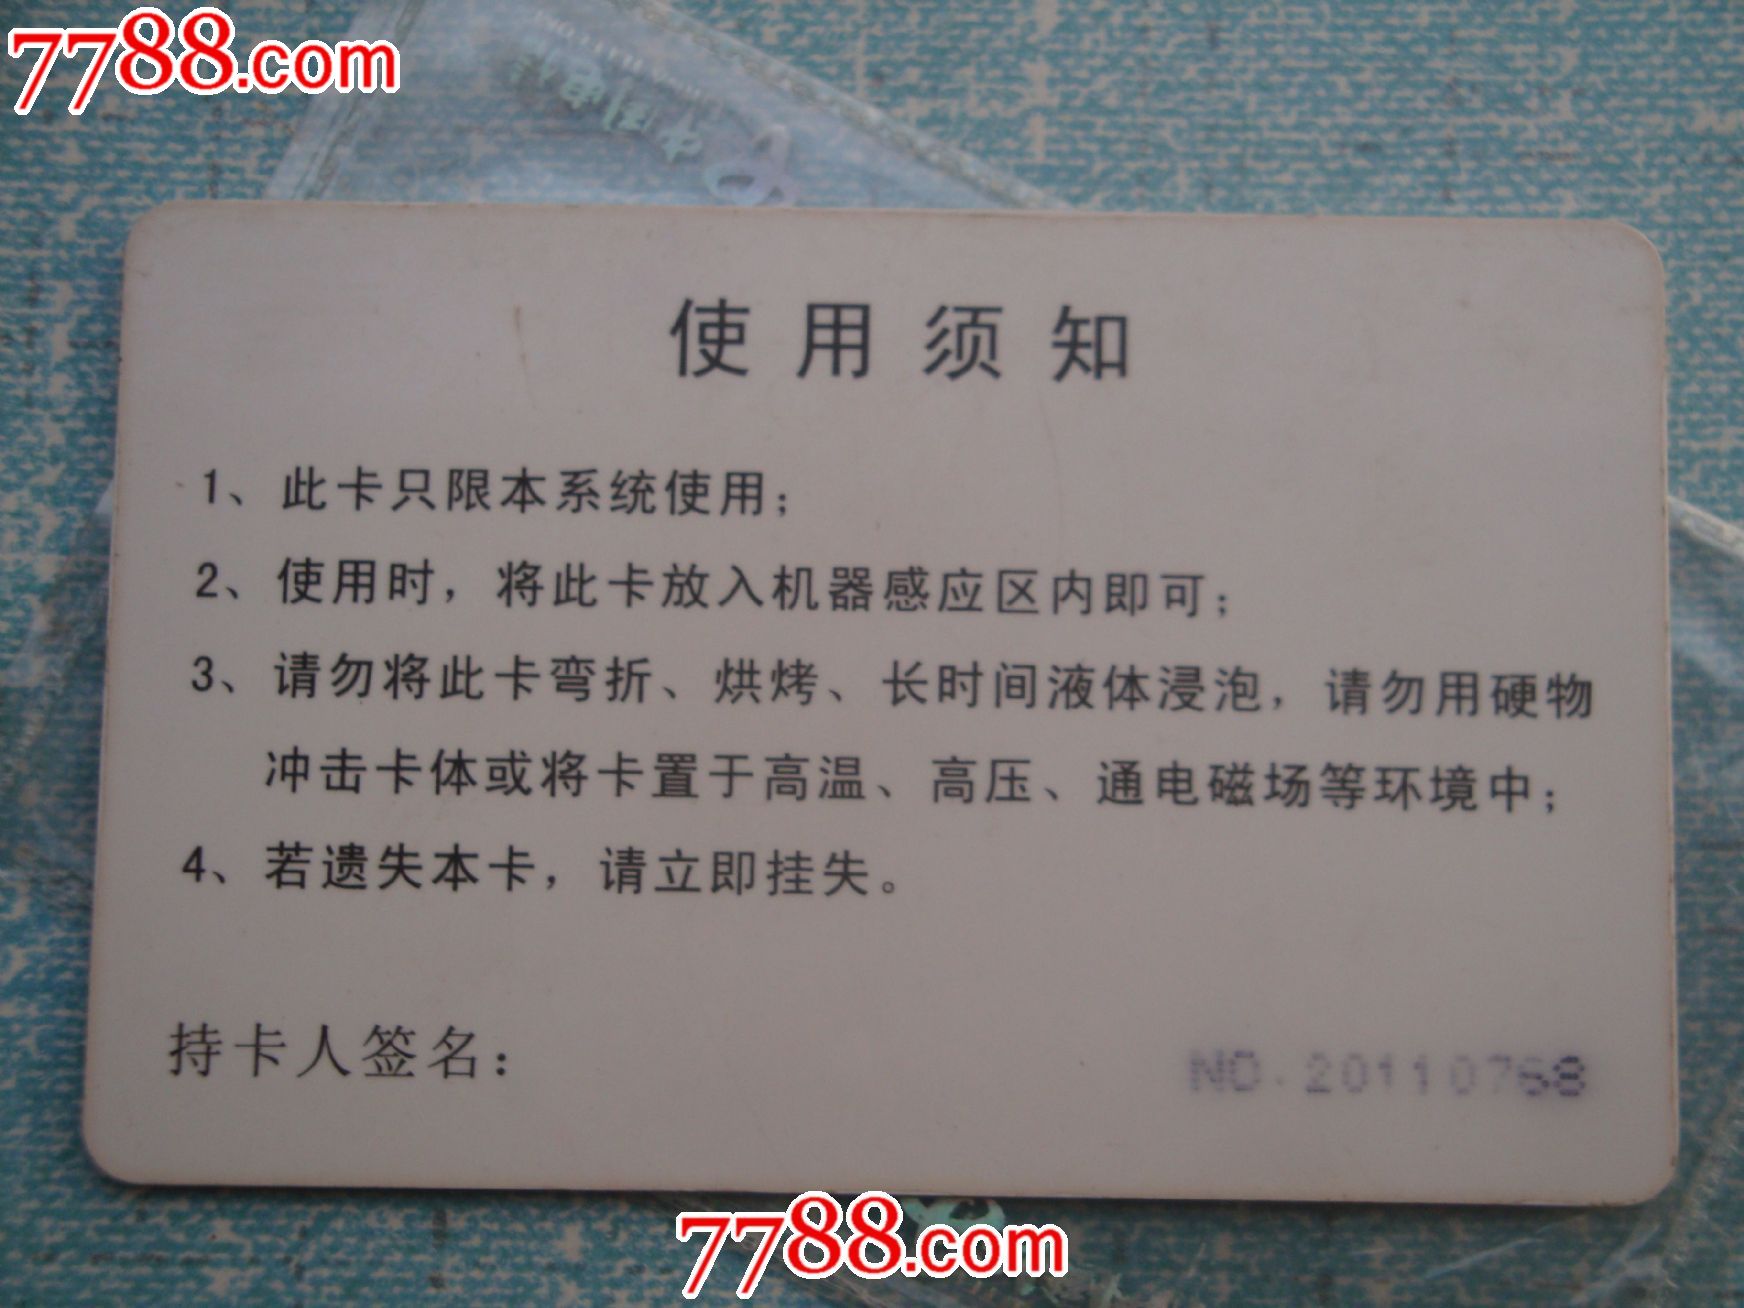 7788.com
使用须知
1、此卡只限本系统使用；
2、使用时，将此卡放入机器感应区内即可；
3、请勿将此卡弯折、烘烤、长时间液体浸泡，请勿用硬物
冲击卡体或将卡置于高温、高压、通电磁场等环境中；
4、若遗失本卡，请立即挂失。
持卡人签名：
NO.20110768
7788.com